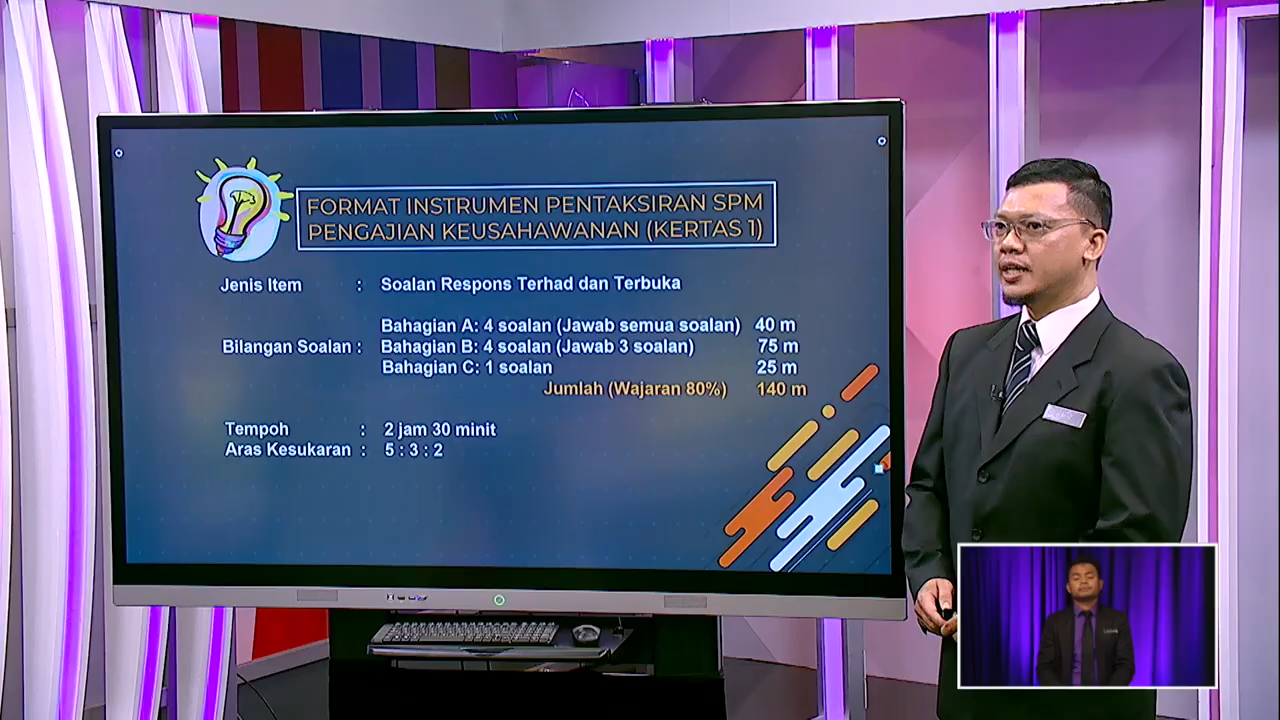 FORMAT INSTRUMEN PENTAKSIRAN SPM
PENGAJIAN KEUSAHAWANAN (KERTAS 1)
Jenis Item : Soalan Respons Terhad dan Terbuka
Bahagian A: 4 soalan (Jawab semua soalan) 40 m
Bilangan Soalan : Bahagian B: 4 soalan (Jawab 3 soalan) 75 m
Bahagian C: 1 soalan 25 m
Jumlah (Wajaran 80%) 140 m
Tempoh : 2 jam 30 minit
Aras Kesukaran : 5 : 3 : 2